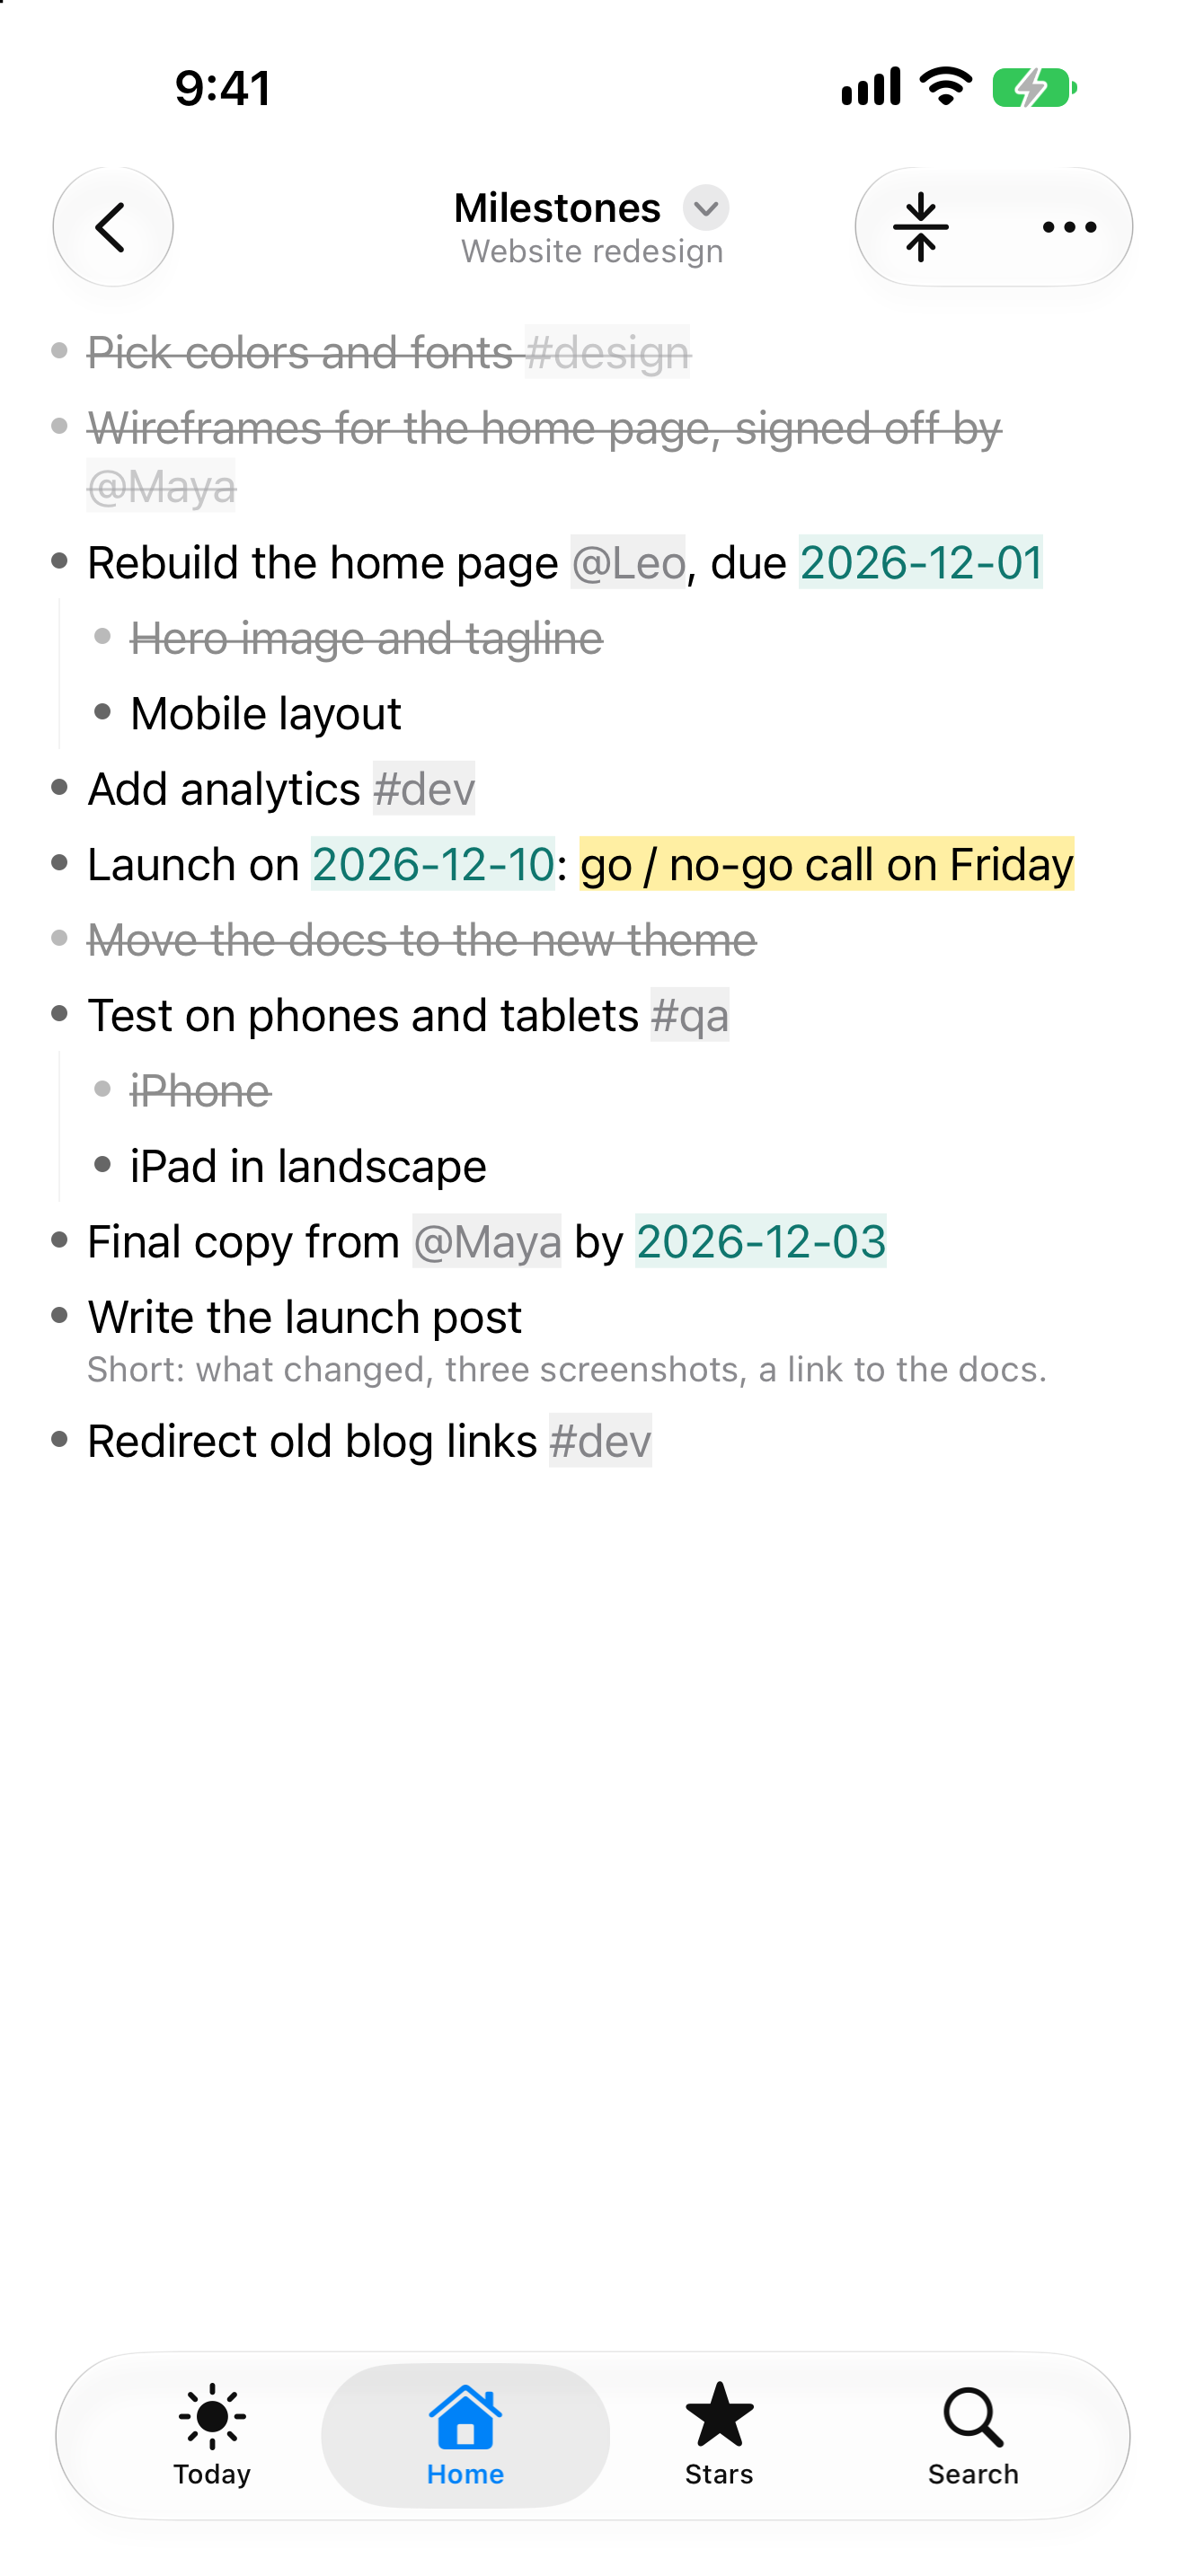 9:41
Milestones
Website redesign
Pick colors and fonts #design
Wireframes for the home page, signed off by
@Maya
Rebuild the home page @Leo, due 2026-12-01
Hero image and tagline
Mobile layout
Add analytics #dev
Launch on 2026-12-10: go / no-go call on Friday
Move the docs to the new theme
Test on phones and tablets #qa
iPhone
iPad in landscape
Final copy from @Maya by 2026-12-03
Write the launch post
Short: what changed, three screenshots, a link to the docs.
Redirect old blog links #dev
Today
Home
Stars
Search